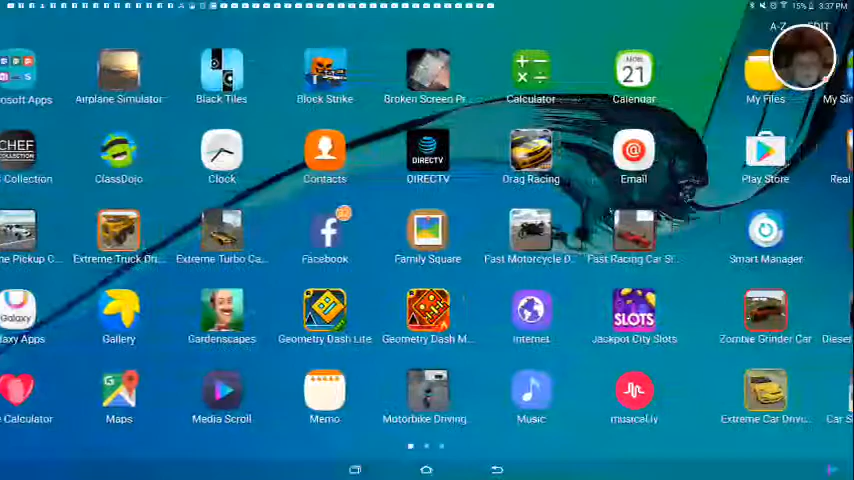 15% 3:37 PM
A-Z EDIT
MON
21
osoft Apps Airplane Simulator Black Tiles Block Strike Broken Screen Pr... Calculator Calendar My Files My Si
CHEF
COLLECTION
DIRECTV
Collection ClassDojo Clock Contacts DIRECTV Drag Racing Email Play Store Real
me Pickup C... Extreme Truck Dri... Extreme Turbo Ca... Facebook Family Square Fast Motorcycle D... Fast Racing Car Si... Smart Manager
Galaxy
SLOTS
axy Apps Gallery Gardenscapes Geometry Dash Lite Geometry Dash M... Internet Jackpot City Slots Zombie Grinder Car Diesel
e Calculator Maps Media Scroll Memo Motorbike Driving... Music musical.ly Extreme Car Drivi... Car S